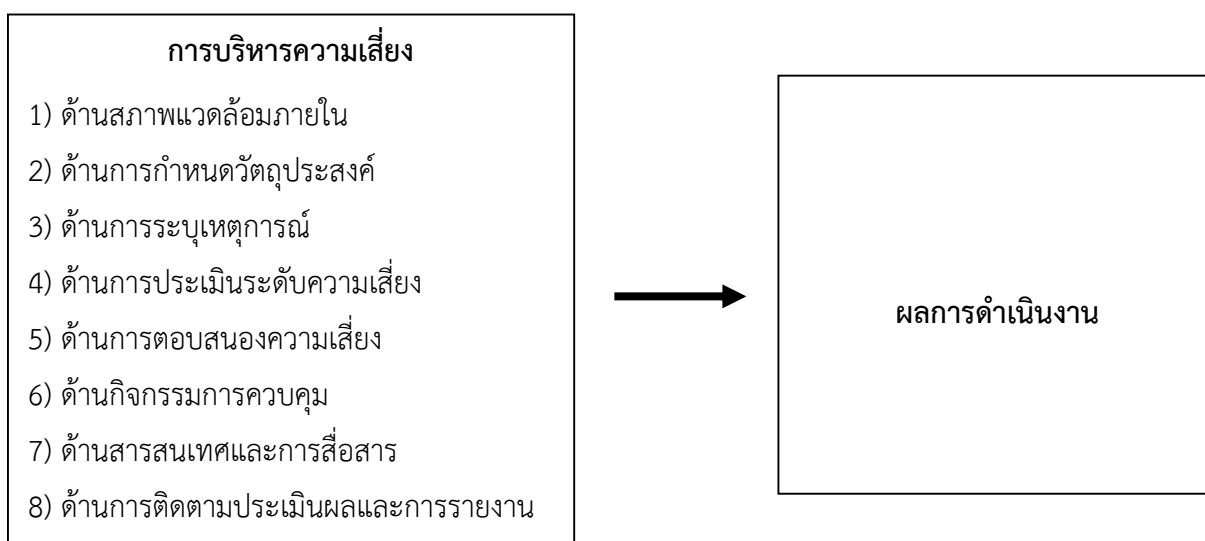 การบริหารความเสี่ยง
1) ด้านสภาพแวดล้อมภายใน
2) ด้านการกำหนดวัตถุประสงค์
3) ด้านการระบุเหตุการณ์
4) ด้านการประเมินระดับความเสี่ยง
5) ด้านการตอบสนองความเสี่ยง
6) ด้านกิจกรรมการควบคุม
7) ด้านสารสนเทศและการสื่อสาร
8) ด้านการติดตามประเมินผลและการรายงาน
ผลการดำเนินงาน